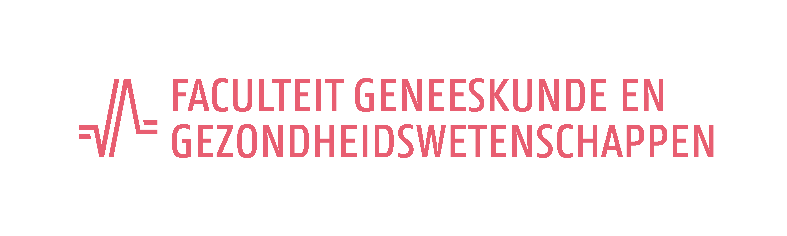 FACULTEIT GENEESKUNDE EN
GEZONDHEIDSWETENSCHAPPEN